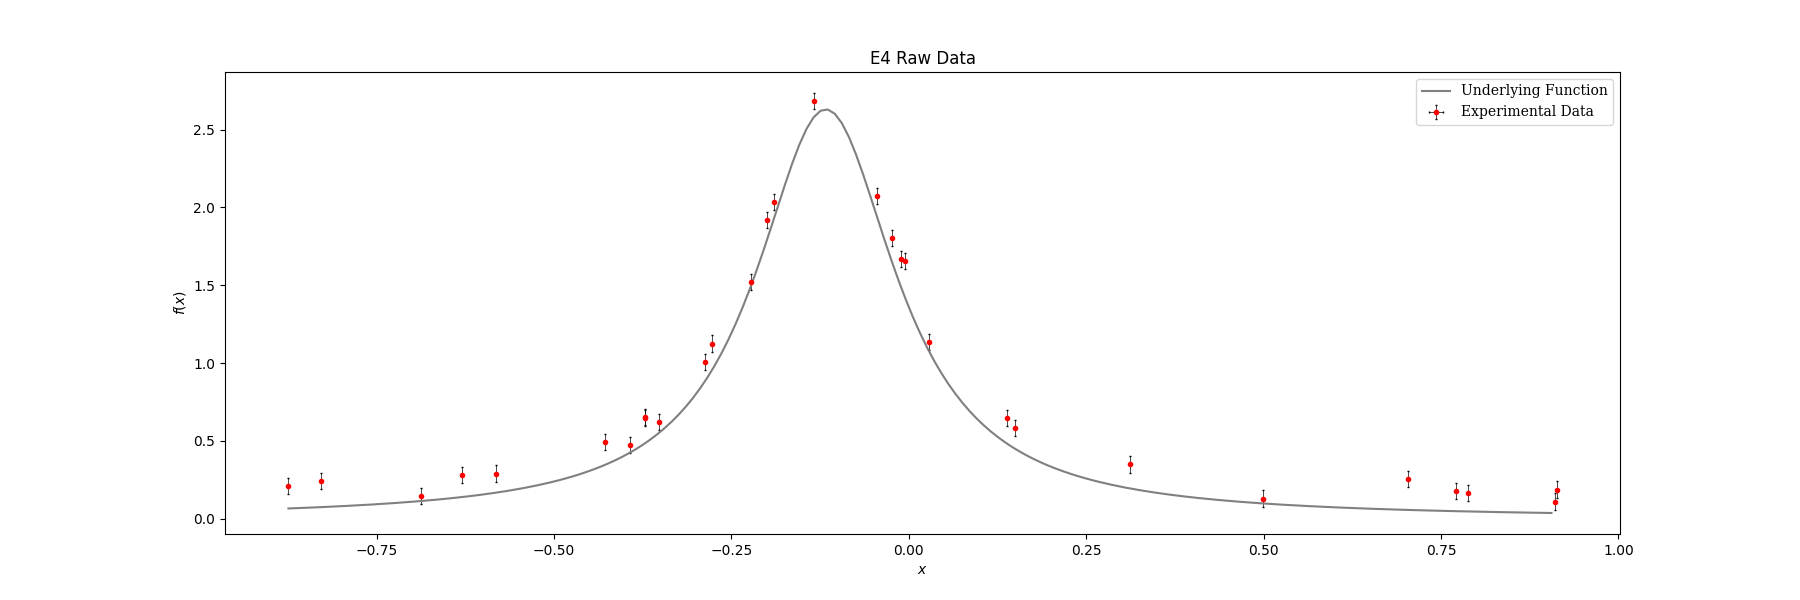 E4 Raw Data
Underlying Function
Experimental Data
2.5
2.0
1.5
1.0
0.5
0.0
f(x)
−0.75 −0.50 −0.25 0.00 0.25 0.50 0.75 1.00
x